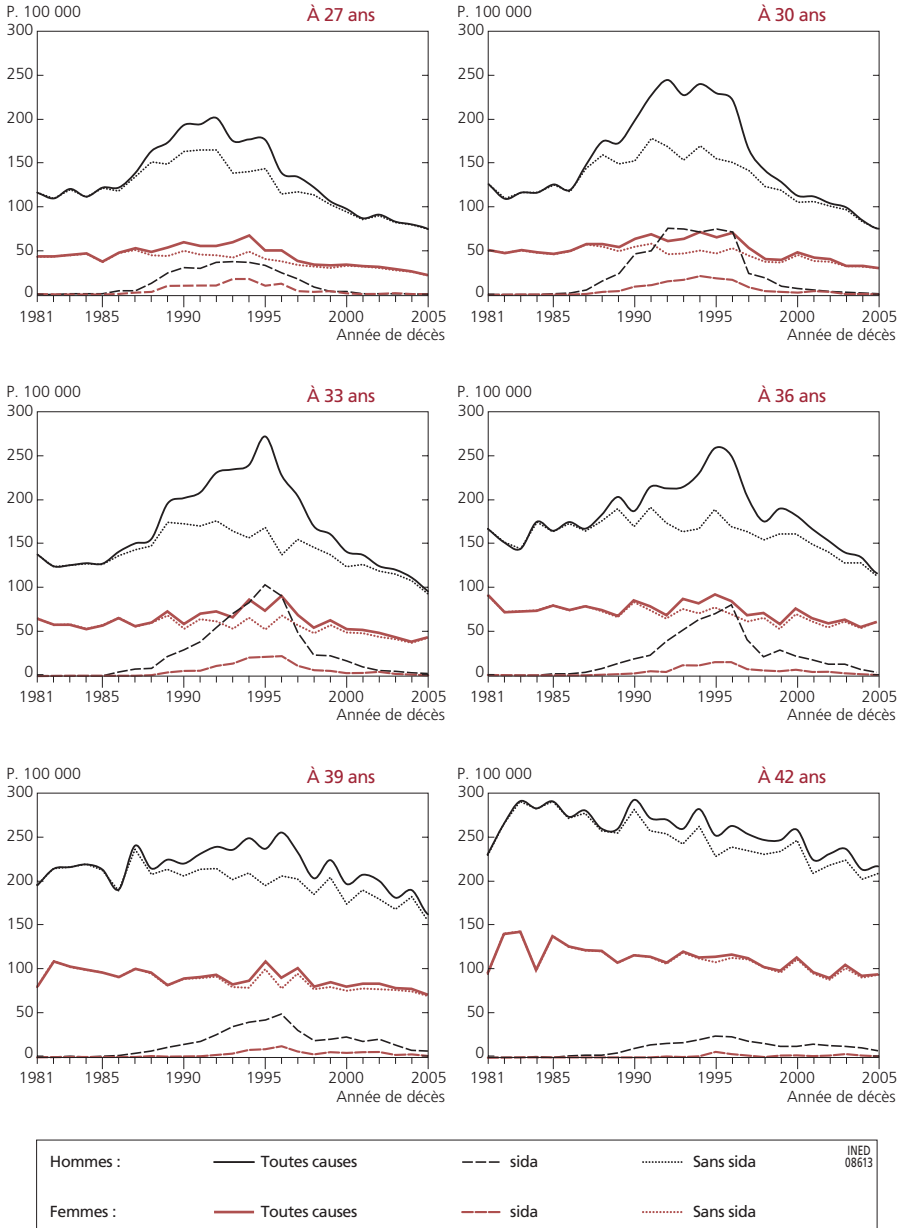 P. 100 000 À 27 ans
300
250
200
150
100
50
0
1981 1985 1990 1995 2000 2005
Année de décès
P. 100 000 À 30 ans
300
250
200
150
100
50
0
1981 1985 1990 1995 2000 2005
Année de décès
P. 100 000 À 33 ans
300
250
200
150
100
50
0
1981 1985 1990 1995 2000 2005
Année de décès
P. 100 000 À 36 ans
300
250
200
150
100
50
0
1981 1985 1990 1995 2000 2005
Année de décès
P. 100 000 À 39 ans
300
250
200
150
100
50
0
1981 1985 1990 1995 2000 2005
Année de décès
P. 100 000 À 42 ans
300
250
200
150
100
50
0
1981 1985 1990 1995 2000 2005
Année de décès
Hommes : Toutes causes sida Sans sida
INED
08613
Femmes : Toutes causes sida Sans sida